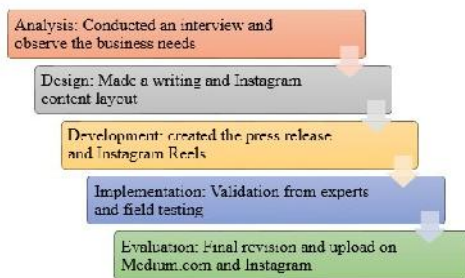 Analysis: Conducted an interview and
observe the business needs
Design: Made a writing and Instagram
content layout
Development: created the press release
and Instagram Reels
Implementation: Validation from experts
and field testing
Evaluation: Final revision and upload on
Medium.com and Instagram